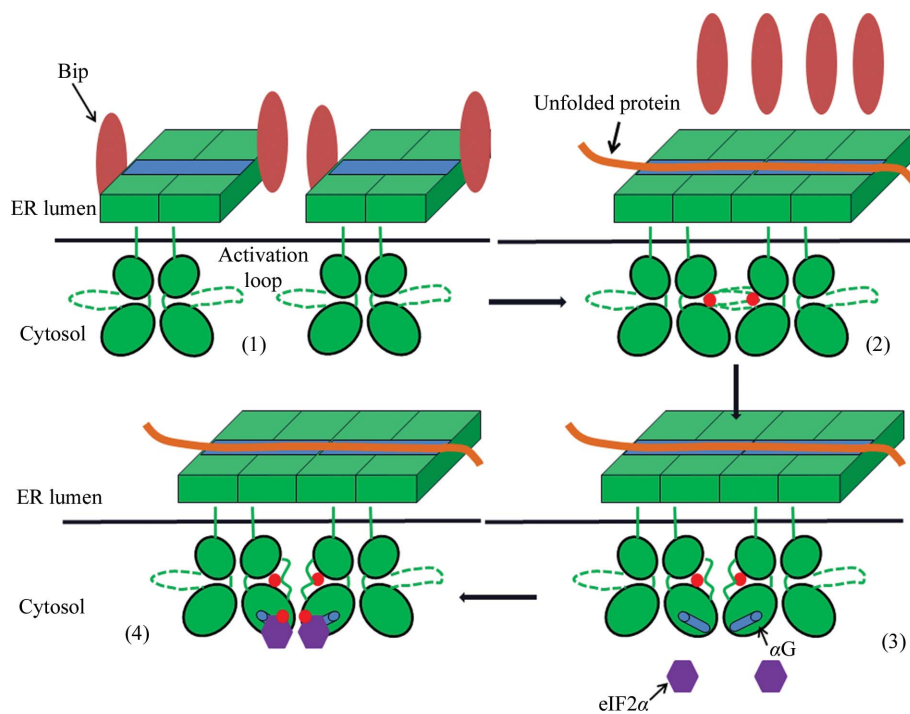 Bip
Unfolded protein
ER lumen
Activation
loop
Cytosol
(1)
(2)
ER lumen
Cytosol
(4)
αG
(3)
eIF2α